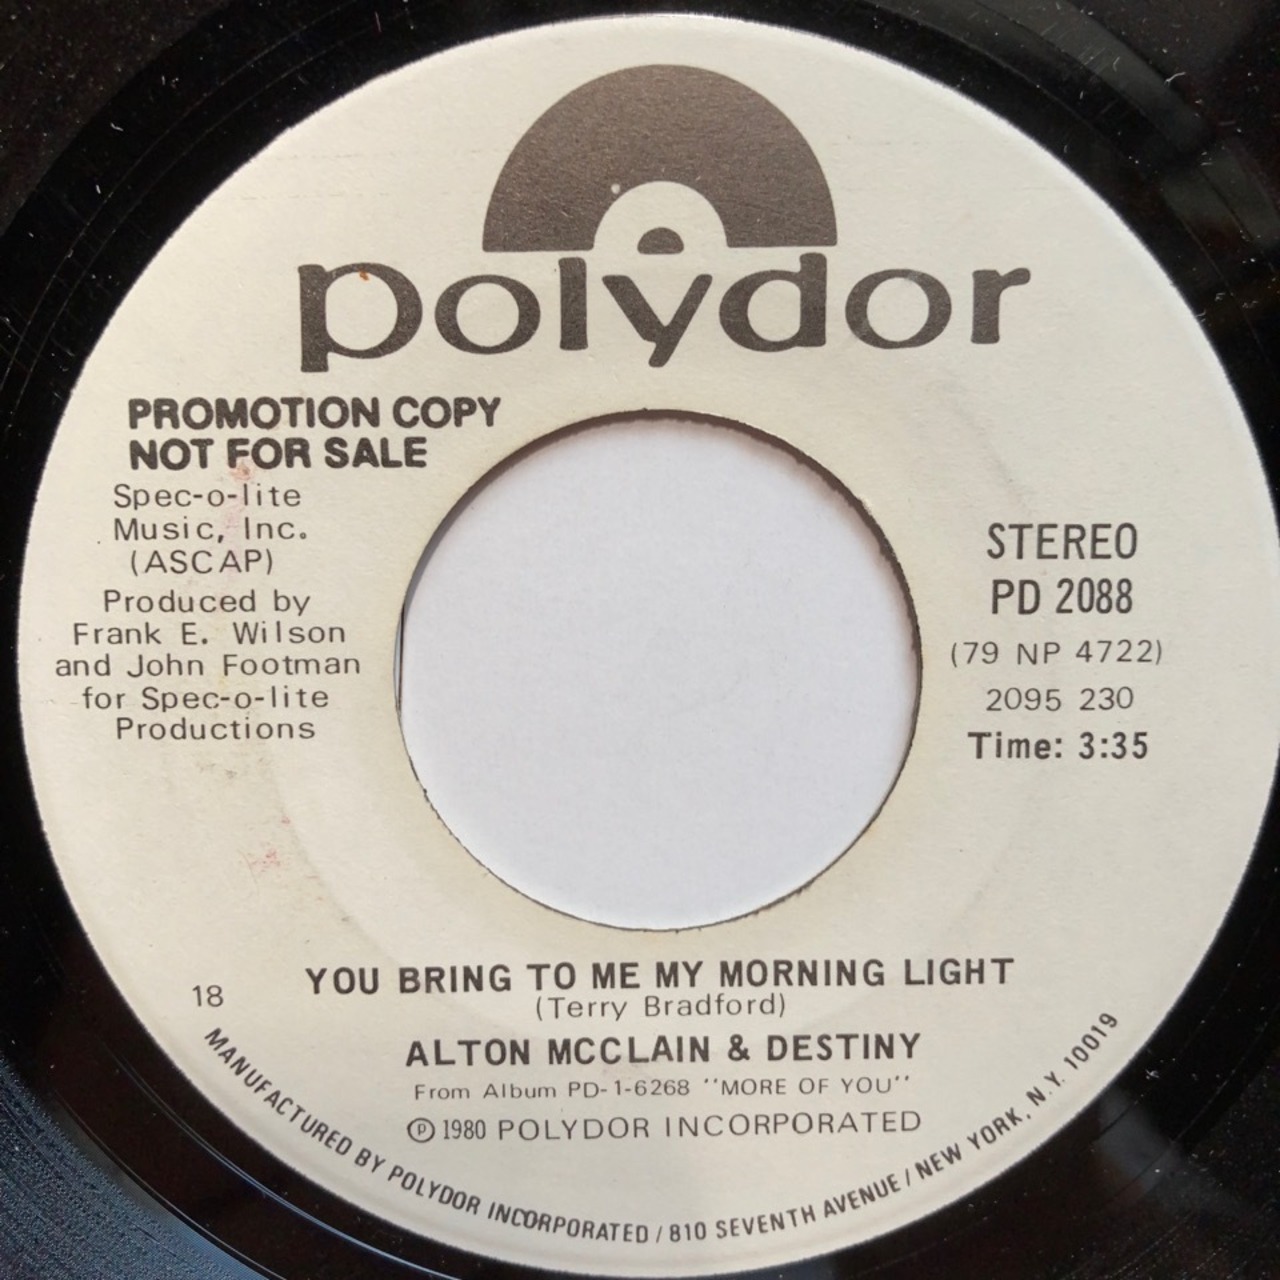 polydor
PROMOTION COPY
NOT FOR SALE
Spec-o-lite
Music, Inc.
(ASCAP)
Produced by
Frank E. Wilson
and John Footman
for Spec-o-lite
Productions
STEREO
PD 2088
(79 NP 4722)
2095 230
Time: 3:35
18
YOU BRING TO ME MY MORNING LIGHT
(Terry Bradford)
ALTON MCCLAIN & DESTINY
From Album PD-1-6268 "MORE OF YOU"
℗ 1980 POLYDOR INCORPORATED
MANUFACTURED BY POLYDOR INCORPORATED / 810 SEVENTH AVENUE / NEW YORK, N.Y. 10019